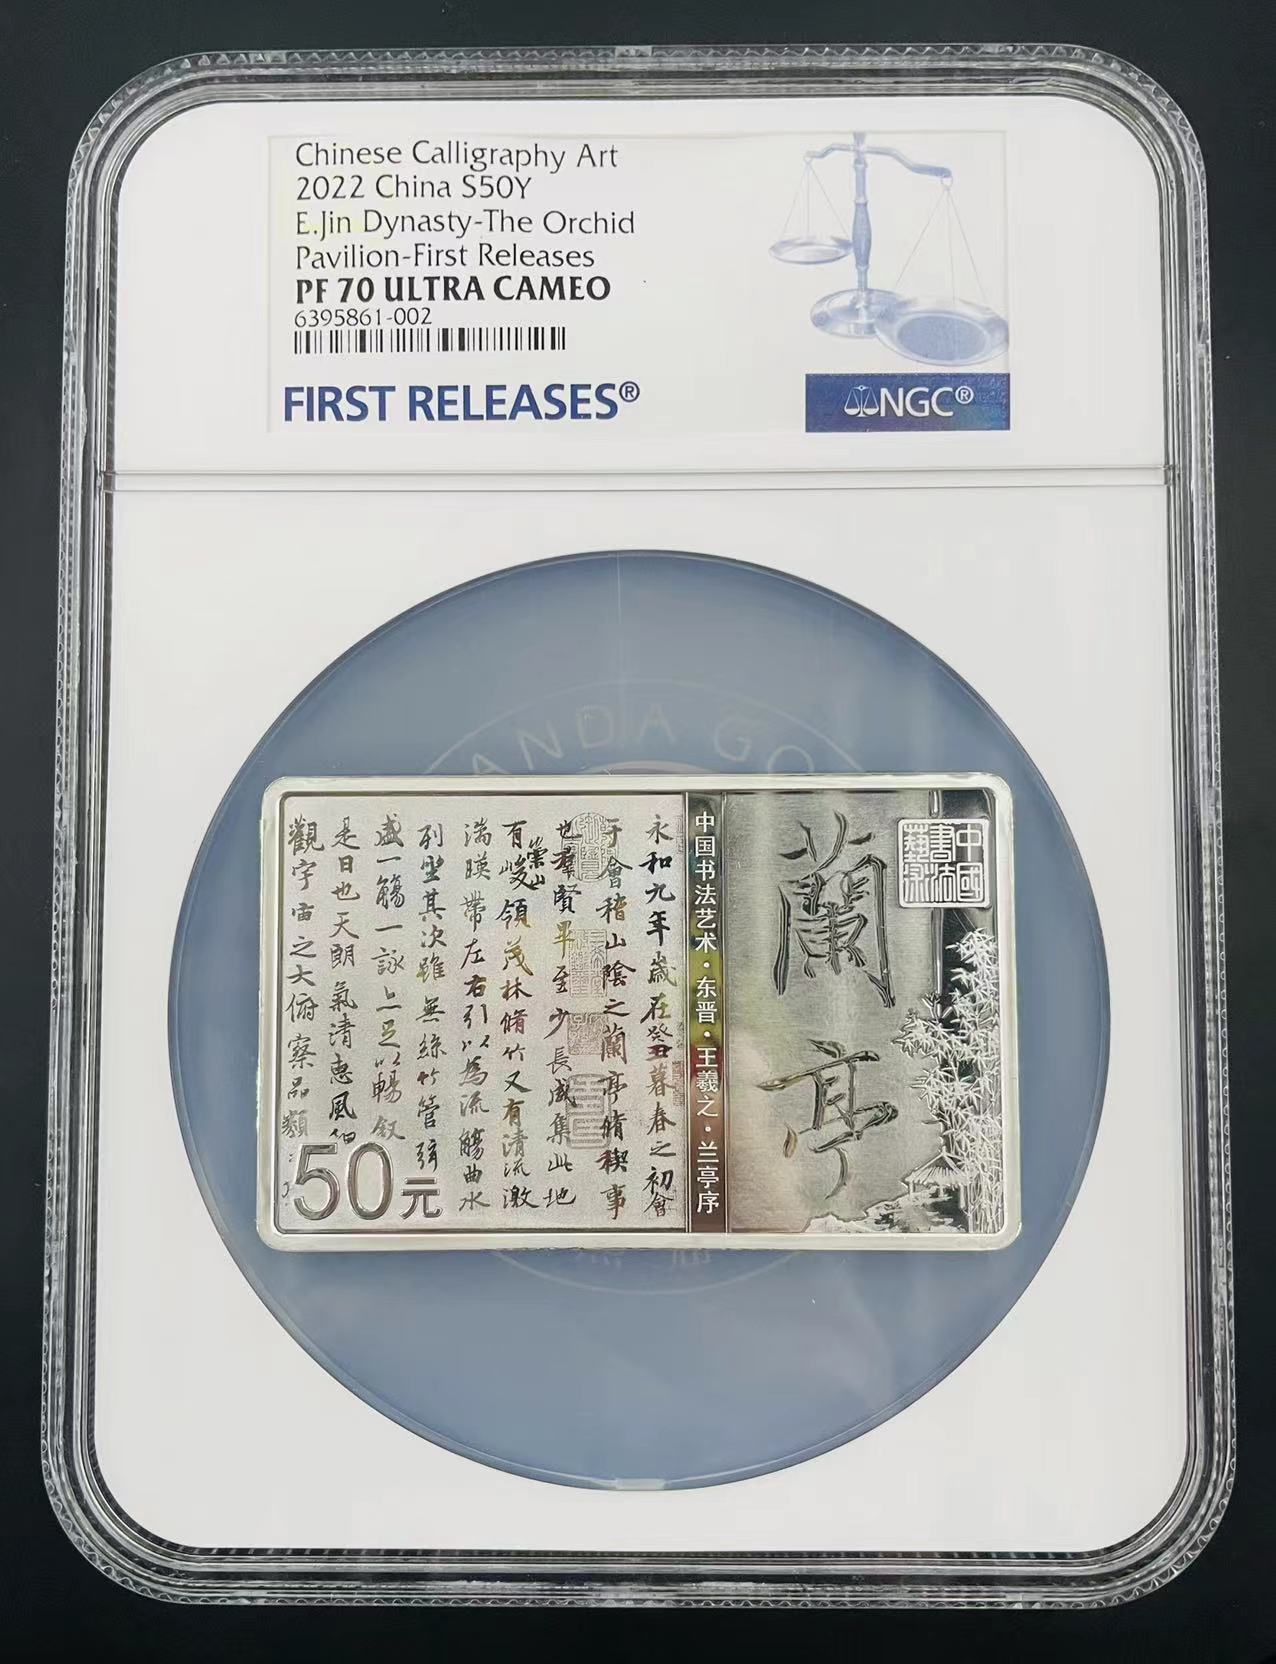 Chinese Calligraphy Art
2022 China S50Y
E.Jin Dynasty-The Orchid
Pavilion-First Releases
PF 70 ULTRA CAMEO
6395861-002
FIRST RELEASES®
NGC®
ANDA GO
中國
書法
藝術
蘭亭
中国书法艺术·东晋·王羲之·兰亭序
永和九年歲在癸丑暮春之初會
于會稽山陰之蘭亭脩稧事
也羣賢畢至少長咸集此地
有崇山峻領茂林脩竹又有清流激
湍暎帶左右引以為流觴曲水
列坐其次雖無絲竹管弦
盛一觴一詠亦足以暢叙
是日也天朗氣清惠風和
觀宇宙之大俯察品類
50元